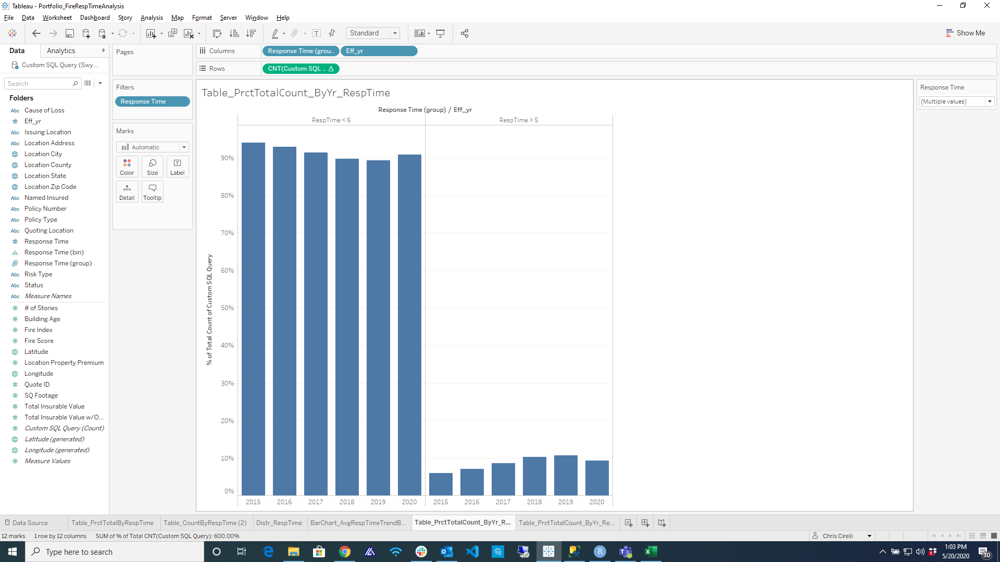 Tableau - Portfolio_FireRespTimeAnalysis
File Data Worksheet Dashboard Story Analysis Map Format Server Window Help
Standard
Show Me
Data
Analytics
Custom SQL Query (Swy...
Search
Folders
Abc Cause of Loss
# Eff_yr
Abc Issuing Location
Abc Location Address
Location City
Location County
Location State
Location Zip Code
Abc Named Insured
Abc Policy Number
Abc Policy Type
Abc Quoting Location
# Response Time
Response Time (bin)
Response Time (group)
Abc Risk Type
Abc Status
Abc Measure Names
# # of Stories
# Building Age
# Fire Index
# Fire Score
Latitude
# Location Property Premium
Longitude
# Quote ID
# SQ Footage
# Total Insurable Value
# Total Insurable Value w/O...
# Custom SQL Query (Count)
Latitude (generated)
Longitude (generated)
# Measure Values
Pages
Filters
Response Time
Marks
Automatic
Color
Size
T
Label
Detail
Tooltip
Columns
Response Time (grou..
Eff_yr
Rows
CNT(Custom SQL .. Δ
Table_PrctTotalCount_ByYr_RespTime
Response Time (group) / Eff_yr
RespTime < 6
RespTime > 5
% of Total Count of Custom SQL Query
90%
80%
70%
60%
50%
40%
30%
20%
10%
0%
2015 2016 2017 2018 2019 2020 2015 2016 2017 2018 2019 2020
Response Time
(Multiple values)
Data Source
Table_PrctTotalByRespTime
Table_CountByRespTime (2)
Distr_RespTime
BarChart_AvgRespTimeTrendB...
Table_PrctTotalCount_ByYr_R...
Table_PrctTotalCount_ByYr_Re...
12 marks 1 row by 12 columns SUM of % of Total CNT(Custom SQL Query): 600.00%
Chris Cirelli
Type here to search
1:03 PM
5/20/2020
30